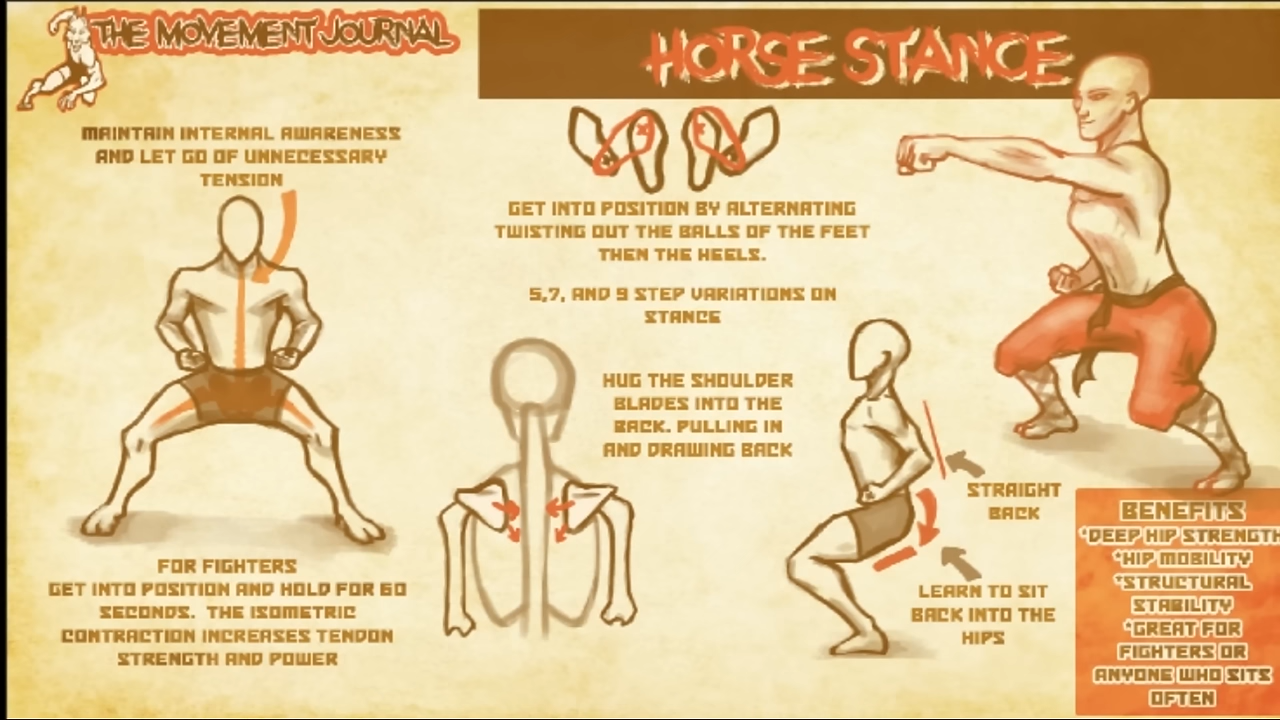 THE MOVEMENT JOURNAL
HORSE STANCE
MAINTAIN INTERNAL AWARENESS
AND LET GO OF UNNECESSARY
TENSION
GET INTO POSITION BY ALTERNATING
TWISTING OUT THE BALLS OF THE FEET
THEN THE HEELS.
5,7, AND 9 STEP VARIATIONS ON
STANCE
HUG THE SHOULDER
BLADES INTO THE
BACK. PULLING IN
AND DRAWING BACK
STRAIGHT
BACK
LEARN TO SIT
BACK INTO THE
HIPS
FOR FIGHTERS
GET INTO POSITION AND HOLD FOR 60
SECONDS. THE ISOMETRIC
CONTRACTION INCREASES TENDON
STRENGTH AND POWER
BENEFITS
*DEEP HIP STRENGTH
*HIP MOBILITY
*STRUCTURAL
STABILITY
*GREAT FOR
FIGHTERS OR
ANYONE WHO SITS
OFTEN